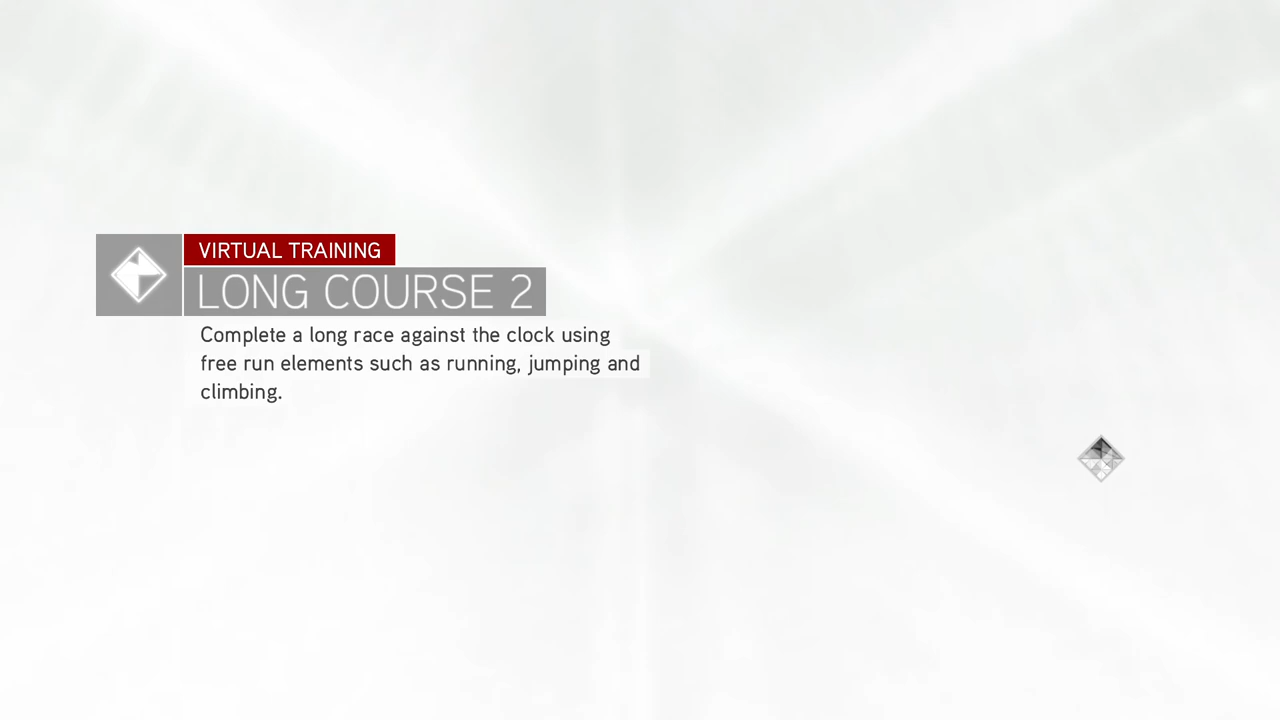 VIRTUAL TRAINING
LONG COURSE 2
Complete a long race against the clock using
free run elements such as running, jumping and
climbing.